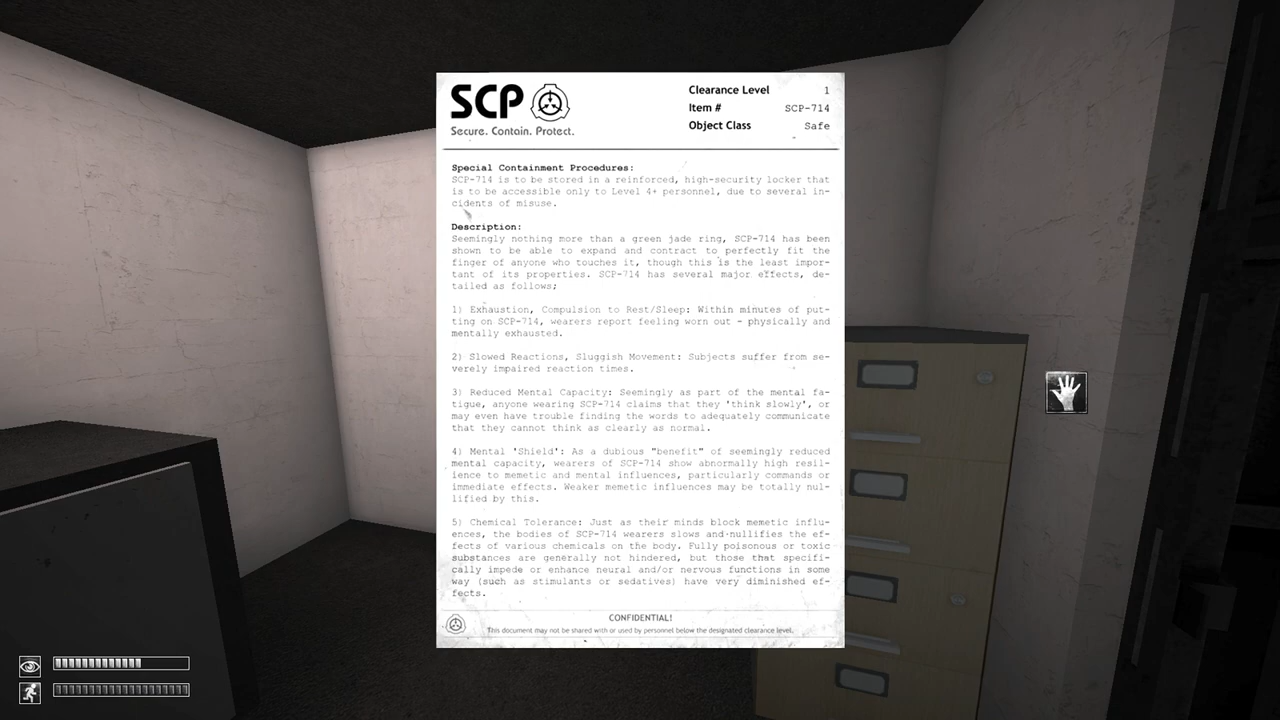 SCP
Secure. Contain. Protect.
Clearance Level 1
Item # SCP-714
Object Class Safe
Special Containment Procedures:
SCP-714 is to be stored in a reinforced, high-security locker that
is to be accessible only to Level 4+ personnel, due to several in-
cidents of misuse.
Description:
Seemingly nothing more than a green jade ring, SCP-714 has been
shown to be able to expand and contract to perfectly fit the
finger of anyone who touches it, though this is the least impor-
tant of its properties. SCP-714 has several major effects, de-
tailed as follows;
1) Exhaustion, Compulsion to Rest/Sleep: Within minutes of put-
ting on SCP-714, wearers report feeling worn out - physically and
mentally exhausted.
2) Slowed Reactions, Sluggish Movement: Subjects suffer from se-
verely impaired reaction times.
3) Reduced Mental Capacity: Seemingly as part of the mental fa-
tigue, anyone wearing SCP-714 claims that they 'think slowly', or
may even have trouble finding the words to adequately communicate
that they cannot think as clearly as normal.
4) Mental 'Shield': As a dubious "benefit" of seemingly reduced
mental capacity, wearers of SCP-714 show abnormally high resil-
ience to memetic and mental influences, particularly commands or
immediate effects. Weaker memetic influences may be totally nul-
lified by this.
5) Chemical Tolerance: Just as their minds block memetic influ-
ences, the bodies of SCP-714 wearers slows and nullifies the ef-
fects of various chemicals on the body. Fully poisonous or toxic
substances are generally not hindered, but those that specifi-
cally impede or enhance neural and/or nervous functions in some
way (such as stimulants or sedatives) have very diminished ef-
fects.
CONFIDENTIAL!
This document may not be shared with or used by personnel below the designated clearance level.